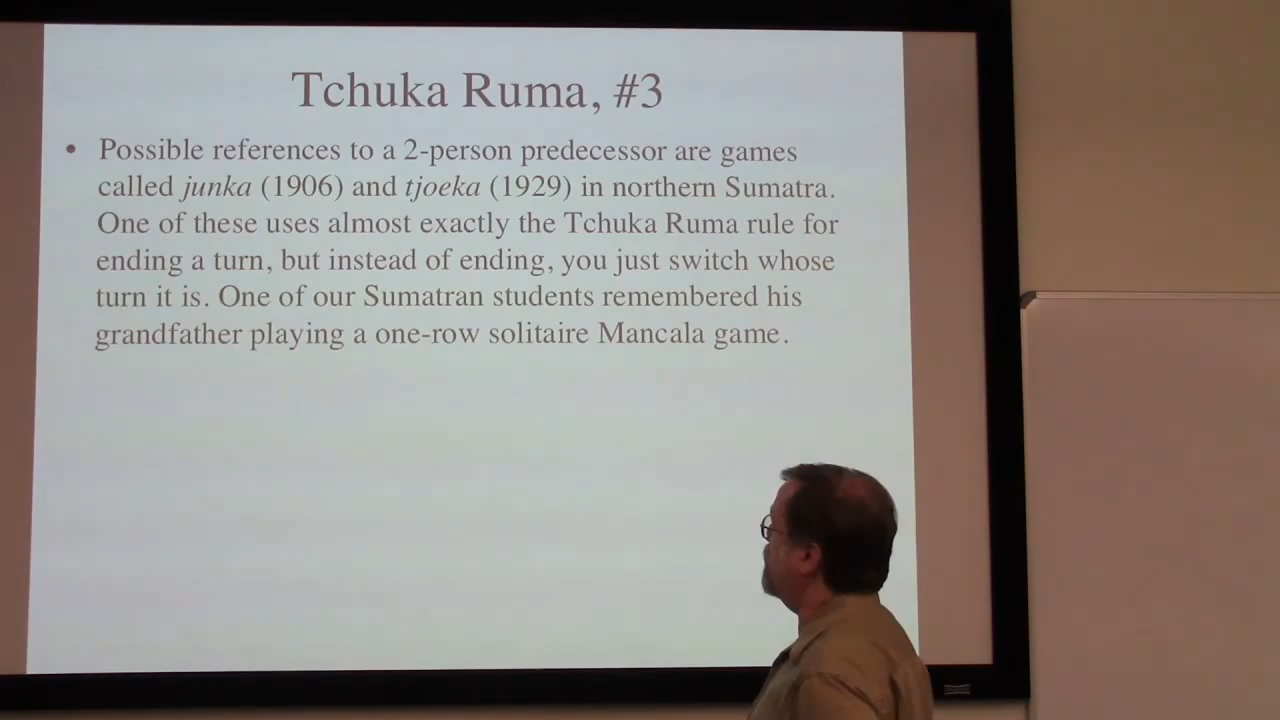 Tchuka Ruma, #3
• Possible references to a 2-person predecessor are games
called junka (1906) and tjoeka (1929) in northern Sumatra.
One of these uses almost exactly the Tchuka Ruma rule for
ending a turn, but instead of ending, you just switch whose
turn it is. One of our Sumatran students remembered his
grandfather playing a one-row solitaire Mancala game.